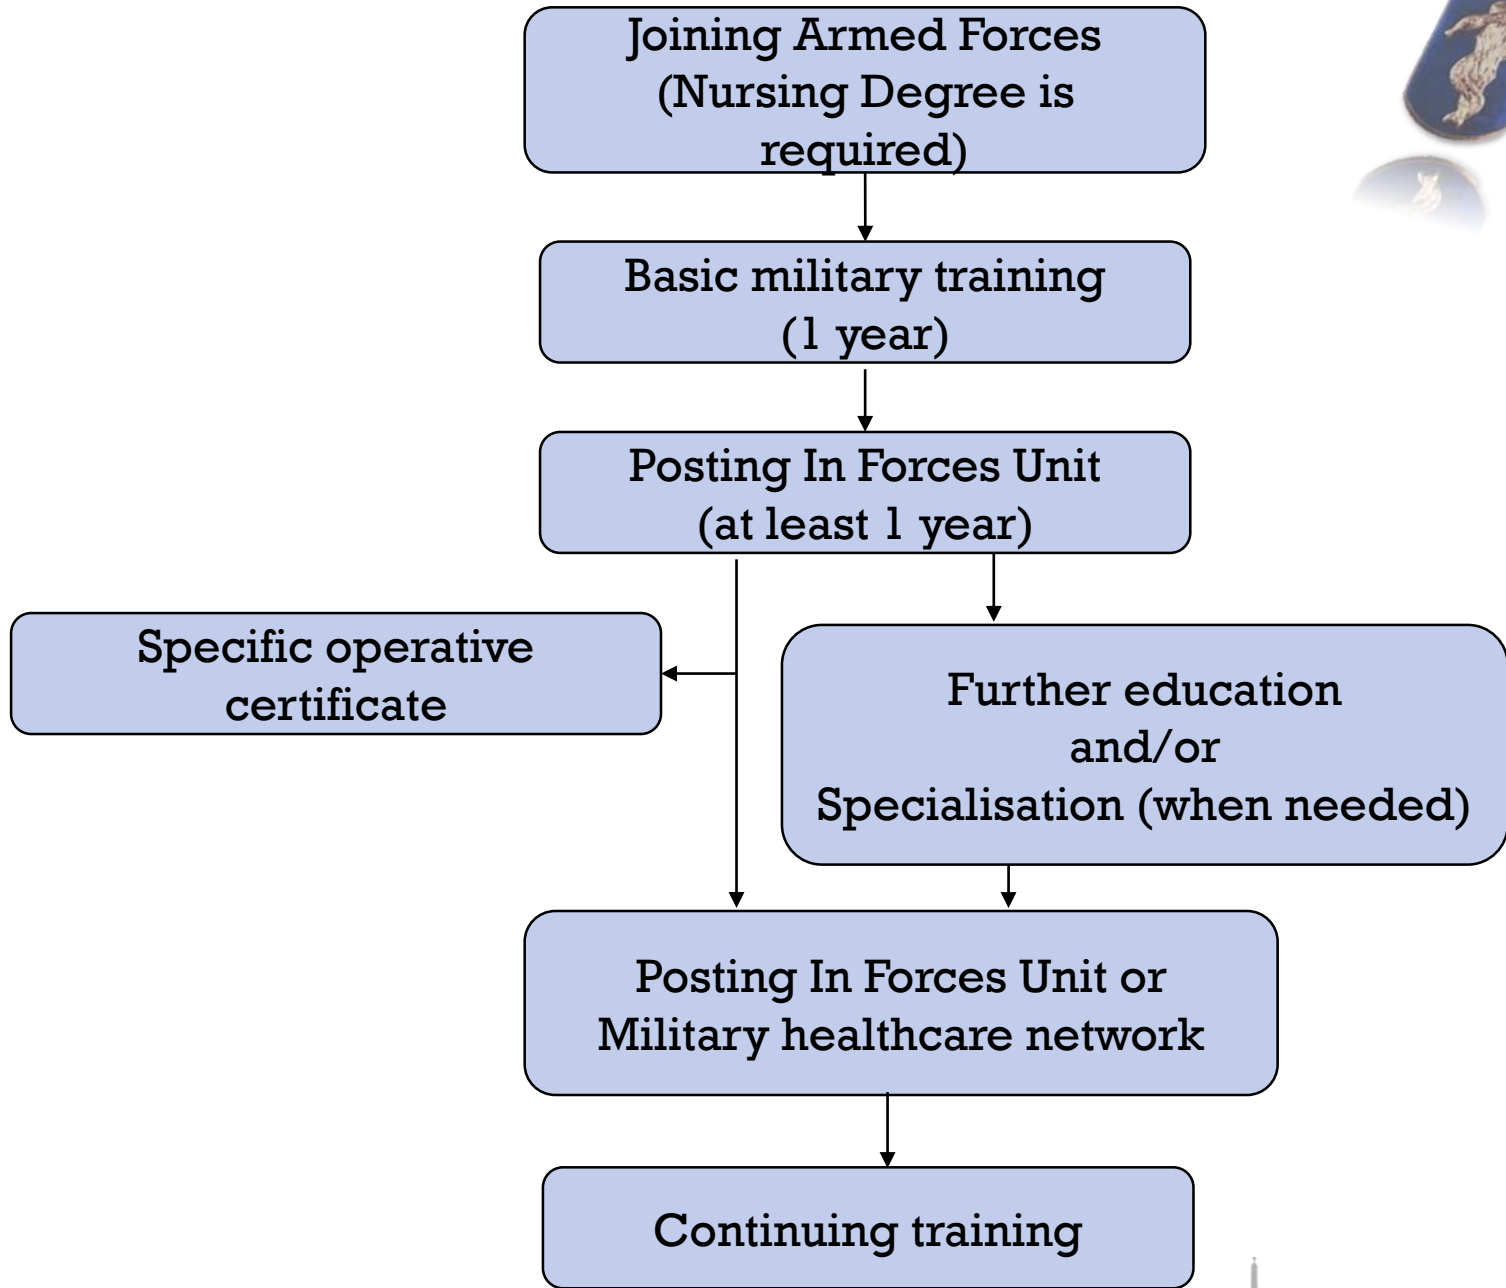 Joining Armed Forces
(Nursing Degree is
required)
Basic military training
(1 year)
Posting In Forces Unit
(at least 1 year)
Specific operative
certificate
Further education
and/or
Specialisation (when needed)
Posting In Forces Unit or
Military healthcare network
Continuing training